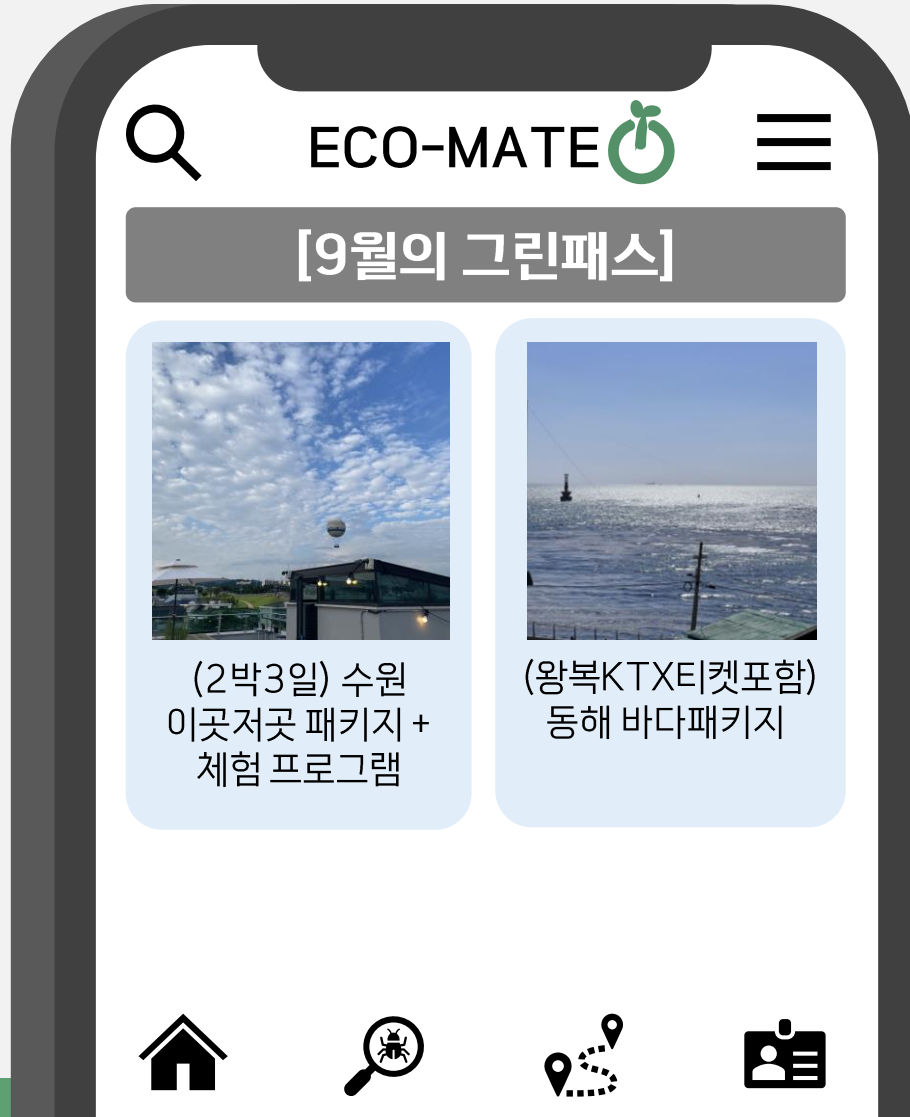 ECO-MATE
[9월의 그린패스]
(2박3일) 수원
이곳저곳 패키지 +
체험 프로그램
(왕복KTX티켓포함)
동해 바다패키지